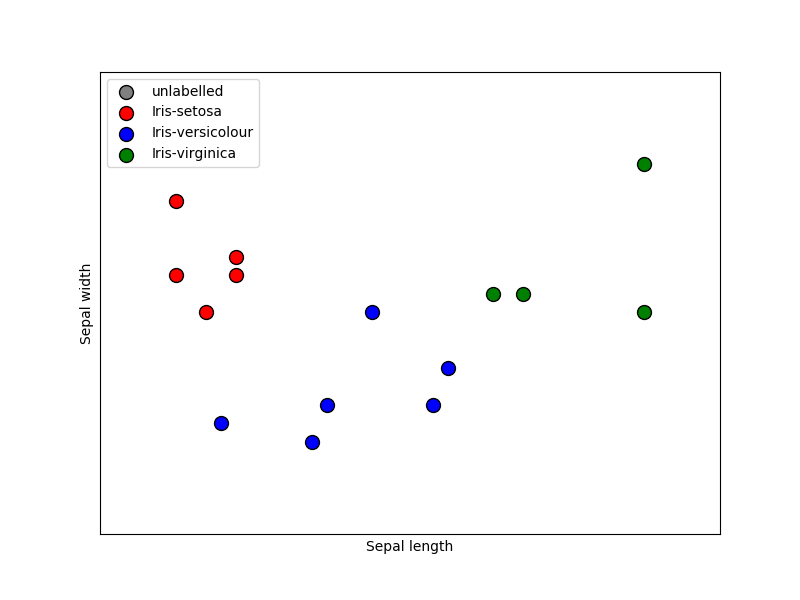 unlabelled
Iris-setosa
Iris-versicolour
Iris-virginica
Sepal width
Sepal length